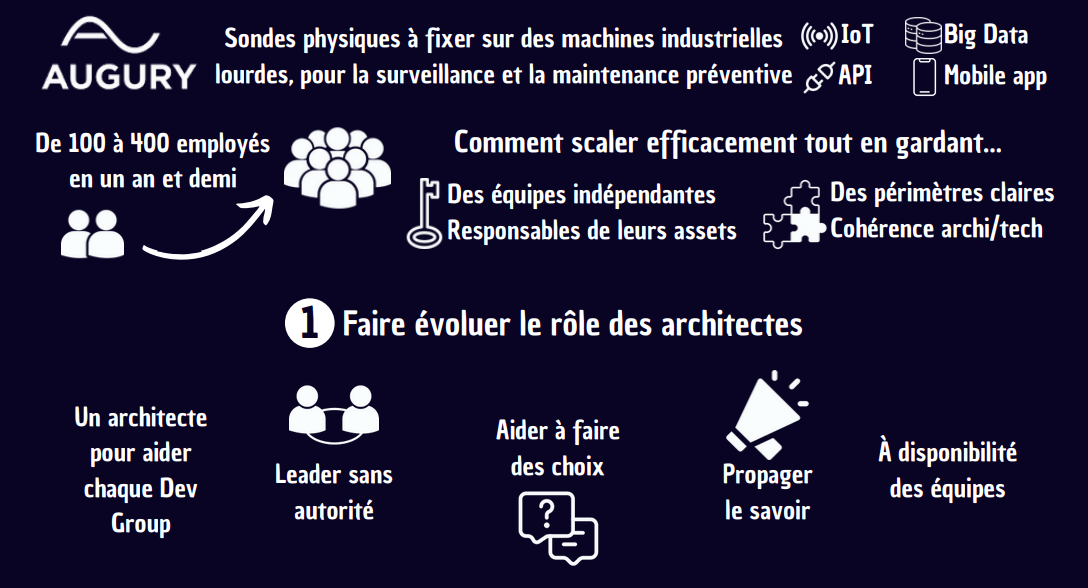 AUGURY
Sondes physiques à fixer sur des machines industrielles
lourdes, pour la surveillance et la maintenance préventive
IoT
Big Data
API
Mobile app
De 100 à 400 employés
en un an et demi
Comment scaler efficacement tout en gardant...
Des équipes indépendantes
Responsables de leurs assets
Des périmètres claires
Cohérence archi/tech
1 Faire évoluer le rôle des architectes
Un architecte
pour aider
chaque Dev
Group
Leader sans
autorité
Aider à faire
des choix
?
Propager
le savoir
À disponibilité
des équipes